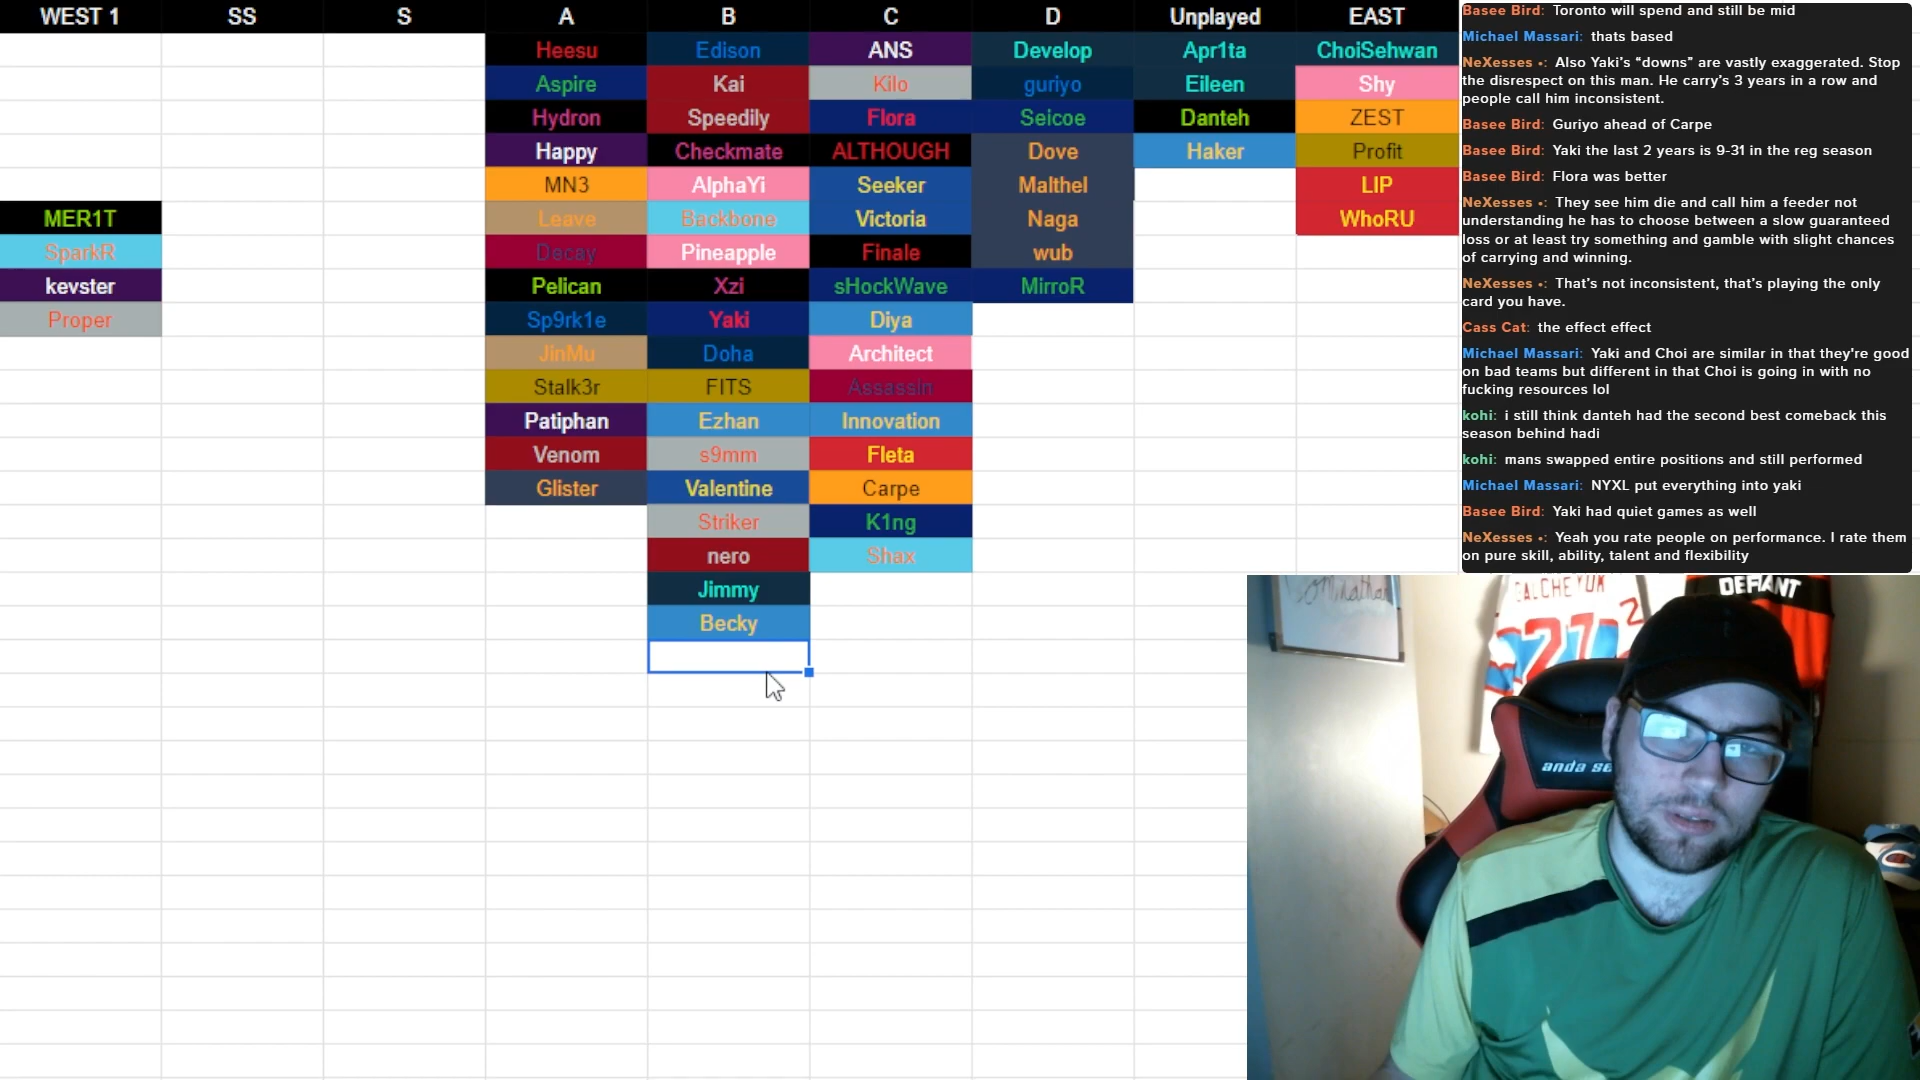 WEST 1 SS S A B C D Unplayed EAST
Heesu Edison ANS Develop Apr1ta ChoiSehwan
Aspire Kai Kilo guriyo Eileen Shy
Hydron Speedily Flora Seicoe Danteh ZEST
Happy Checkmate ALTHOUGH Dove Haker Profit
MN3 AlphaYi Seeker Malthel LIP
MER1T Leave Backbone Victoria Naga WhoRU
SparkR Decay Pineapple Finale wub
kevster Pelican Xzi sHockWave MirroR
Proper Sp9rk1e Yaki Diya
JinMu Doha Architect
Stalk3r FITS Assassin
Patiphan Ezhan Innovation
Venom s9mm Fleta
Glister Valentine Carpe
Striker K1ng
nero Shax
Jimmy
Becky
Basee Bird: Toronto will spend and still be mid
Michael Massari: thats based
NeXesses •: Also Yaki's “downs” are vastly exaggerated. Stop
the disrespect on this man. He carry's 3 years in a row and
people call him inconsistent.
Basee Bird: Guriyo ahead of Carpe
Basee Bird: Yaki the last 2 years is 9-31 in the reg season
Basee Bird: Flora was better
NeXesses •: They see him die and call him a feeder not
understanding he has to choose between a slow guaranteed
loss or at least try something and gamble with slight chances
of carrying and winning.
NeXesses •: That's not inconsistent, that's playing the only
card you have.
Cass Cat: the effect effect
Michael Massari: Yaki and Choi are similar in that they're good
on bad teams but different in that Choi is going in with no
fucking resources lol
kohi: i still think danteh had the second best comeback this
season behind hadi
kohi: mans swapped entire positions and still performed
Michael Massari: NYXL put everything into yaki
Basee Bird: Yaki had quiet games as well
NeXesses •: Yeah you rate people on performance. I rate them
on pure skill, ability, talent and flexibility
GALCHENYUK
27
DEFIANT
anda se